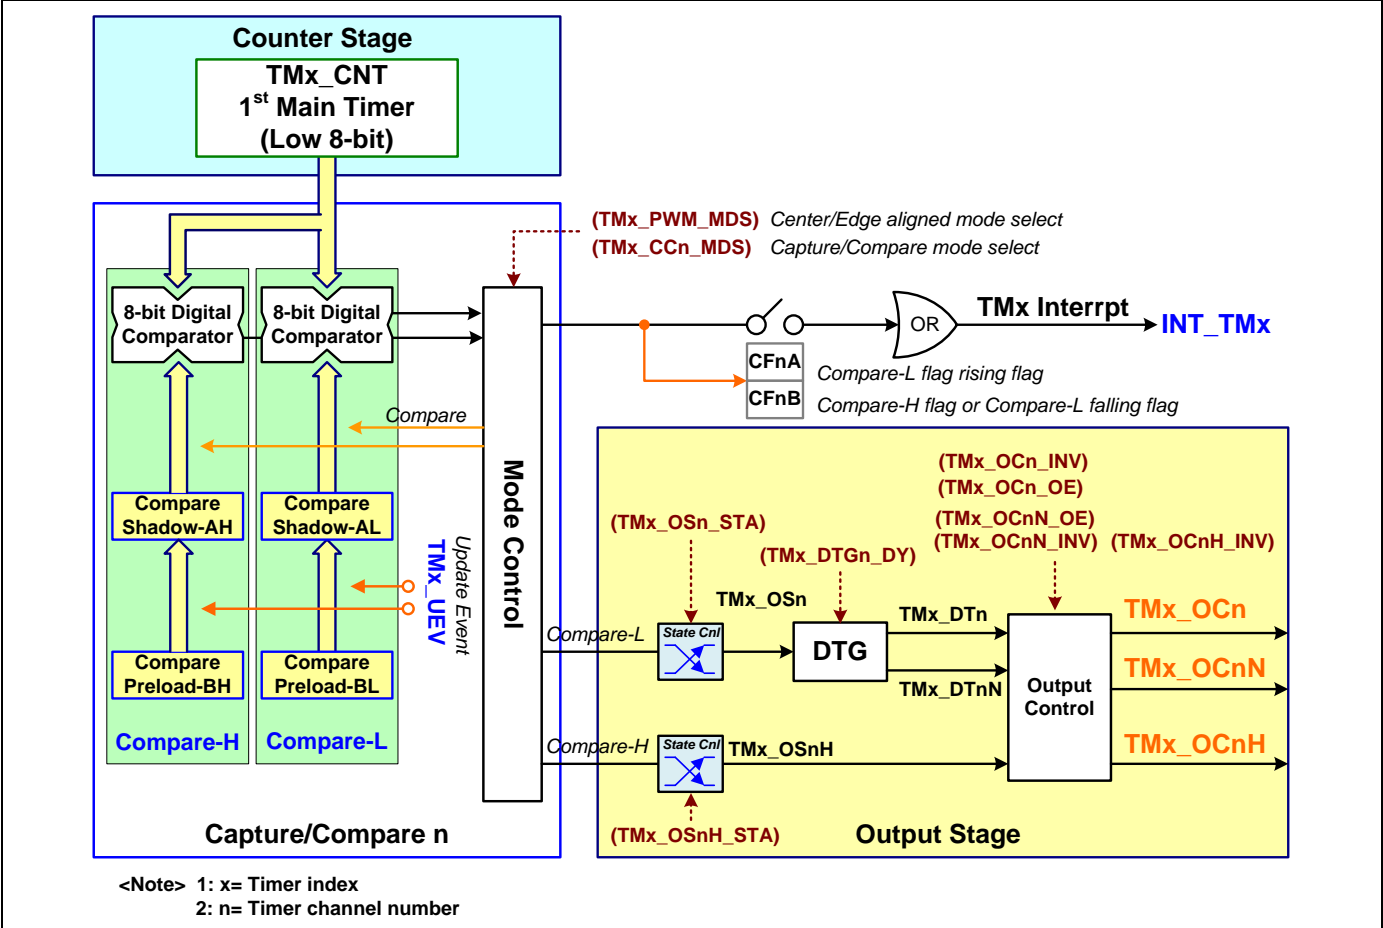 Counter Stage
TMx_CNT
1st Main Timer
(Low 8-bit)
(TMx_PWM_MDS) Center/Edge aligned mode select
(TMx_CCn_MDS) Capture/Compare mode select
8-bit Digital
Comparator
8-bit Digital
Comparator
OR
TMx Interrpt
INT_TMx
CFnA
Compare-L flag rising flag
CFnB
Compare-H flag or Compare-L falling flag
Compare
Mode Control
Compare
Shadow-AH
Compare
Shadow-AL
Update Event
TMx_UEV
Compare
Preload-BH
Compare
Preload-BL
Compare-H
Compare-L
Capture/Compare n
(TMx_OCn_INV)
(TMx_OCn_OE)
(TMx_OCnN_OE)
(TMx_OCnN_INV) (TMx_OCnH_INV)
(TMx_OSn_STA)
(TMx_DTGn_DY)
TMx_OSn
Compare-L
State Cnl
DTG
TMx_DTn
TMx_DTnN
Output
Control
TMx_OCn
TMx_OCnN
TMx_OCnH
Compare-H
State Cnl
TMx_OSnH
(TMx_OSnH_STA)
Output Stage
<Note> 1: x= Timer index
2: n= Timer channel number